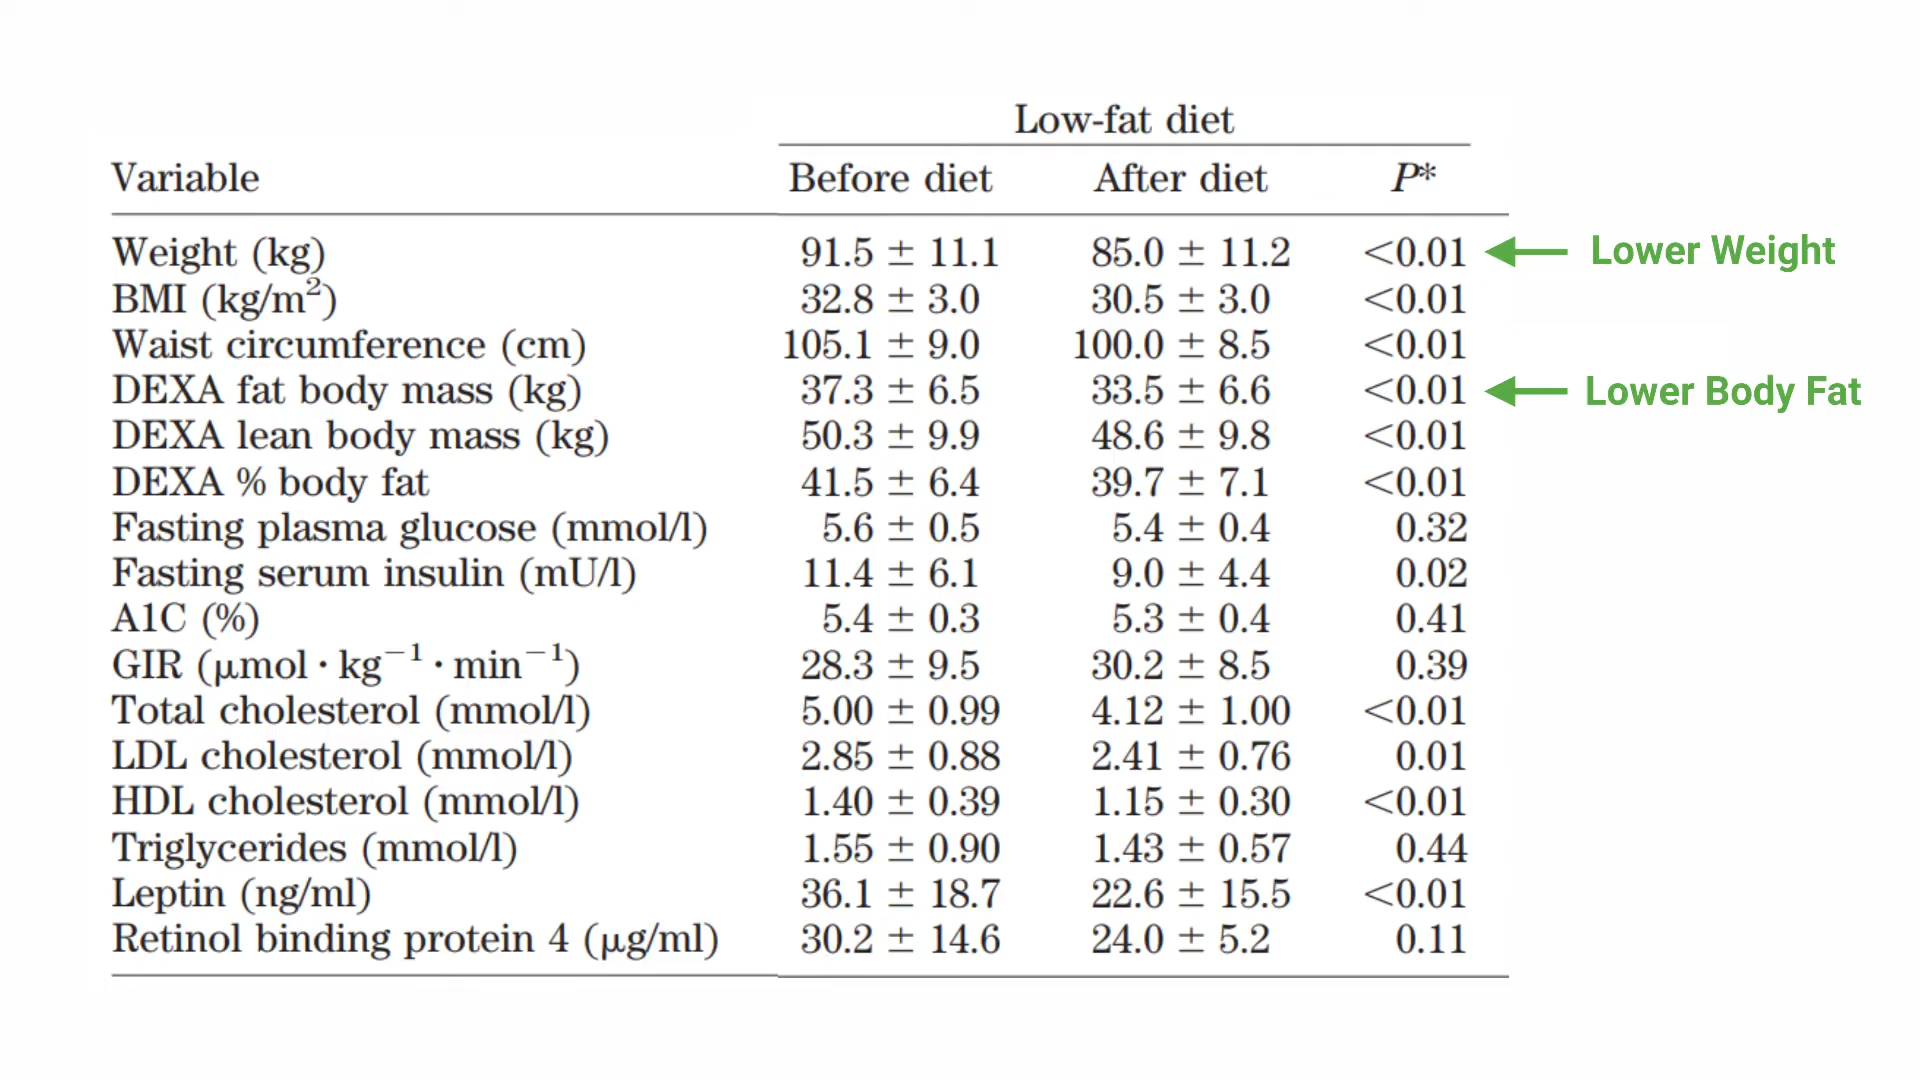 Low-fat diet
Variable Before diet After diet P*
Weight (kg) 91.5 ± 11.1 85.0 ± 11.2 <0.01 Lower Weight
BMI (kg/m²) 32.8 ± 3.0 30.5 ± 3.0 <0.01
Waist circumference (cm) 105.1 ± 9.0 100.0 ± 8.5 <0.01
DEXA fat body mass (kg) 37.3 ± 6.5 33.5 ± 6.6 <0.01 Lower Body Fat
DEXA lean body mass (kg) 50.3 ± 9.9 48.6 ± 9.8 <0.01
DEXA % body fat 41.5 ± 6.4 39.7 ± 7.1 <0.01
Fasting plasma glucose (mmol/l) 5.6 ± 0.5 5.4 ± 0.4 0.32
Fasting serum insulin (mU/l) 11.4 ± 6.1 9.0 ± 4.4 0.02
A1C (%) 5.4 ± 0.3 5.3 ± 0.4 0.41
GIR (μmol · kg⁻¹ · min⁻¹) 28.3 ± 9.5 30.2 ± 8.5 0.39
Total cholesterol (mmol/l) 5.00 ± 0.99 4.12 ± 1.00 <0.01
LDL cholesterol (mmol/l) 2.85 ± 0.88 2.41 ± 0.76 0.01
HDL cholesterol (mmol/l) 1.40 ± 0.39 1.15 ± 0.30 <0.01
Triglycerides (mmol/l) 1.55 ± 0.90 1.43 ± 0.57 0.44
Leptin (ng/ml) 36.1 ± 18.7 22.6 ± 15.5 <0.01
Retinol binding protein 4 (μg/ml) 30.2 ± 14.6 24.0 ± 5.2 0.11